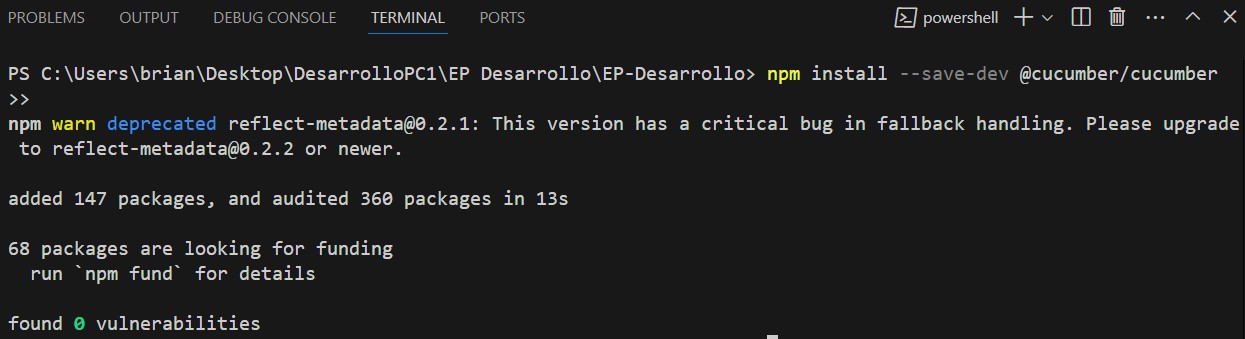 PROBLEMS OUTPUT DEBUG CONSOLE TERMINAL PORTS powershell
PS C:\Users\brian\Desktop\DesarrolloPC1\EP Desarrollo\EP-Desarrollo> npm install --save-dev @cucumber/cucumber
>>
npm warn deprecated reflect-metadata@0.2.1: This version has a critical bug in fallback handling. Please upgrade
to reflect-metadata@0.2.2 or newer.
added 147 packages, and audited 360 packages in 13s
68 packages are looking for funding
run `npm fund` for details
found 0 vulnerabilities